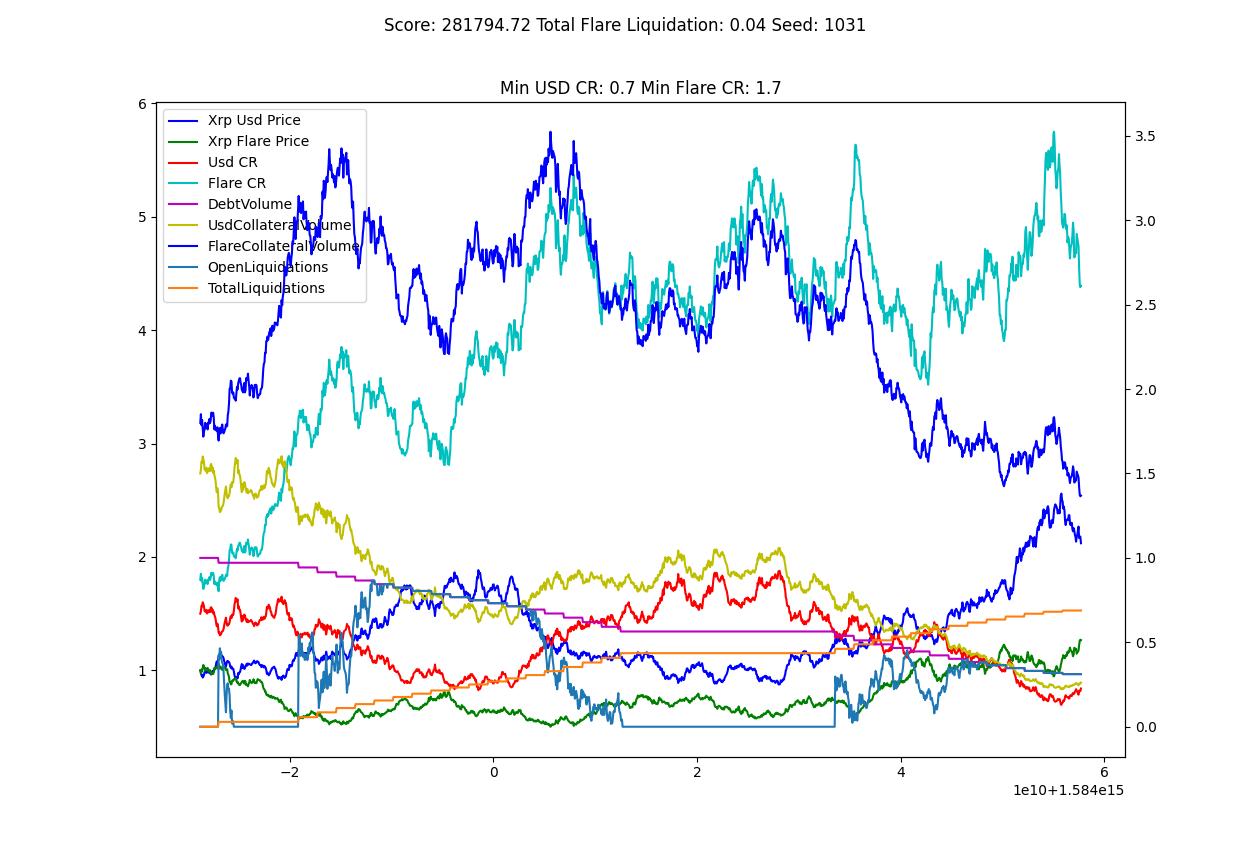 Score: 281794.72 Total Flare Liquidation: 0.04 Seed: 1031
Min USD CR: 0.7 Min Flare CR: 1.7
Xrp Usd Price
Xrp Flare Price
Usd CR
Flare CR
DebtVolume
UsdCollateralVolume
FlareCollateralVolume
OpenLiquidations
TotalLiquidations
6
5
4
3
2
1
3.5
3.0
2.5
2.0
1.5
1.0
0.5
0.0
−2 0 2 4 6
1e10+1.584e15